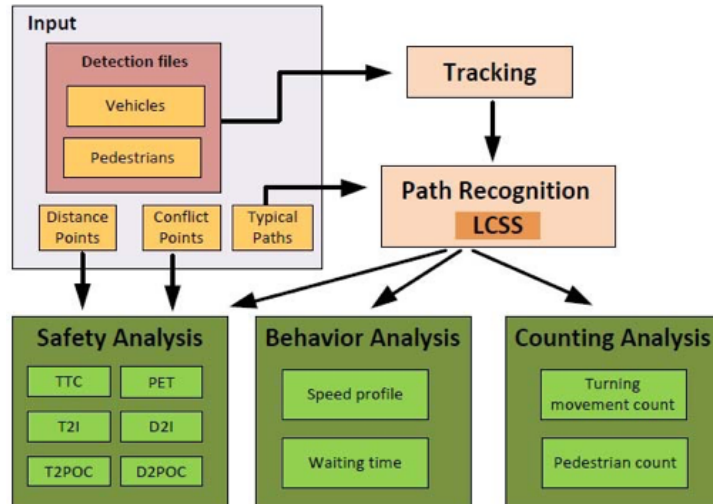 Input
Detection files
Vehicles
Pedestrians
Distance
Points
Conflict
Points
Typical
Paths
Tracking
Path Recognition
LCSS
Safety Analysis
TTC
PET
T2I
D2I
T2POC
D2POC
Behavior Analysis
Speed profile
Waiting time
Counting Analysis
Turning
movement count
Pedestrian count